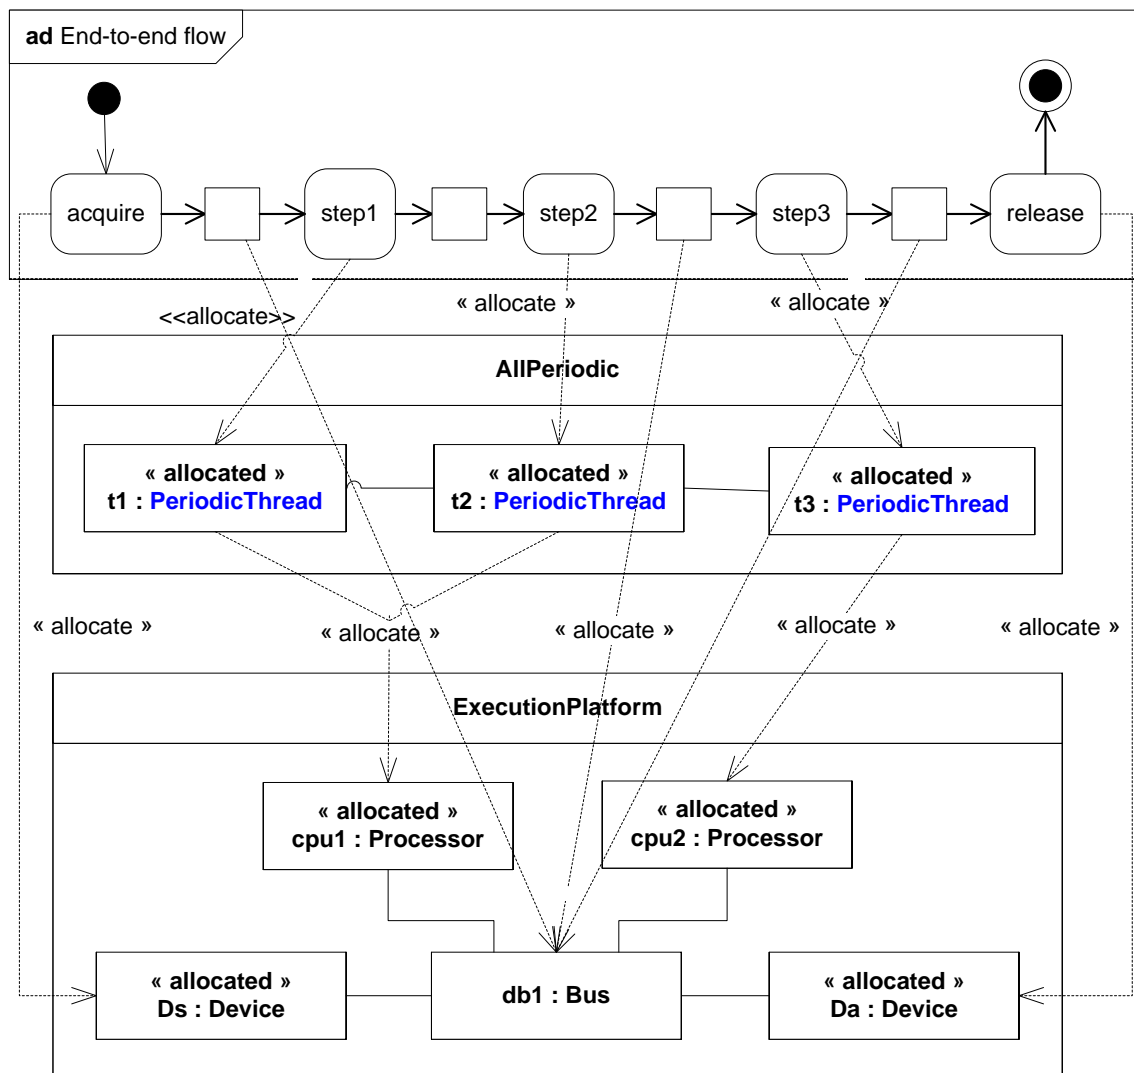 ad End-to-end flow
acquire
step1
step2
step3
release
<<allocate>>
« allocate »
« allocate »
AllPeriodic
« allocated »
t1 : PeriodicThread
« allocated »
t2 : PeriodicThread
« allocated »
t3 : PeriodicThread
« allocate »
« allocate »
« allocate »
« allocate »
« allocate »
ExecutionPlatform
« allocated »
cpu1 : Processor
« allocated »
cpu2 : Processor
« allocated »
Ds : Device
db1 : Bus
« allocated »
Da : Device